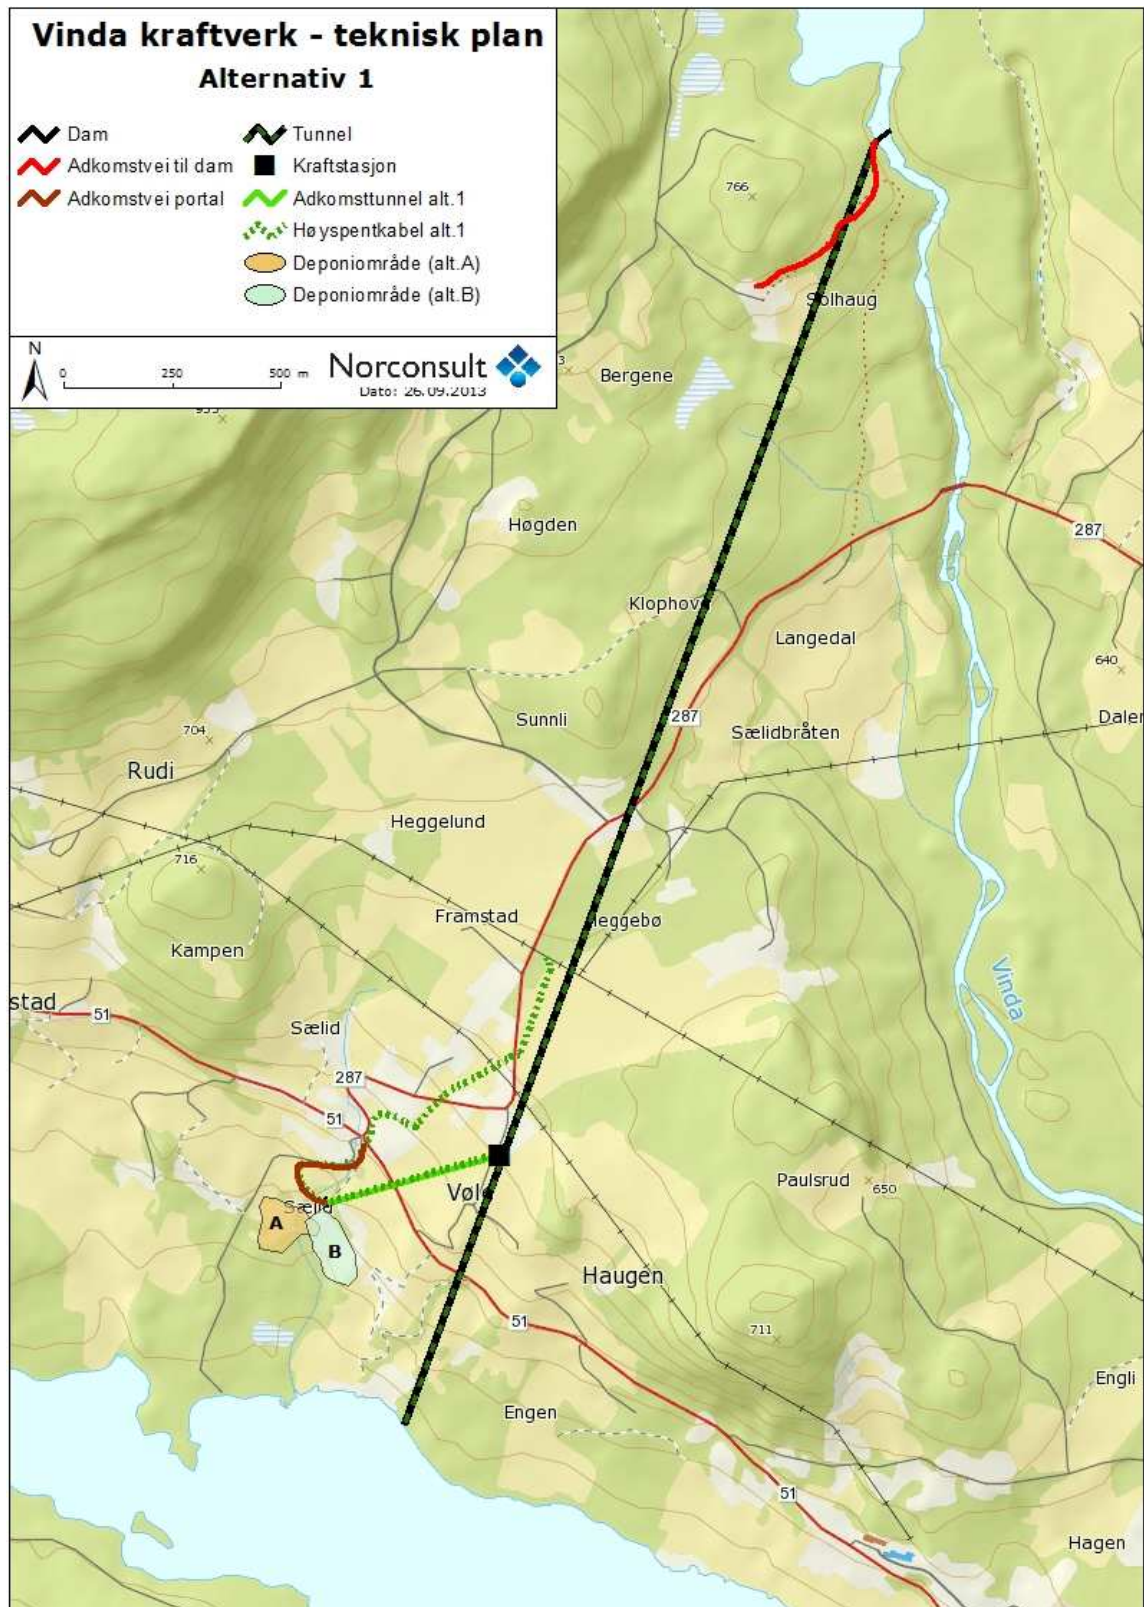 Vinda kraftverk - teknisk plan
Alternativ 1
Dam
Tunnel
Adkomstvei til dam
Kraftstasjon
Adkomstvei portal
Adkomsttunnel alt.1
Høyspentkabel alt.1
Deponiområde (alt.A)
Deponiområde (alt.B)
N
0 250 500 m
Norconsult
Dato: 26.09.2013
766
Solhaug
Bergene
287
Høgden
Klophov
Langedal
640
287
Sunnli
Sælidbråten
Daler
704
Rudi
Heggelund
716
Framstad
eggebø
Kampen
Vinda
stad
51
Sælid
287
51
Paulsrud
650
Vøl
Sælid
A
B
Haugen
51
711
Engli
Engen
51
Hagen